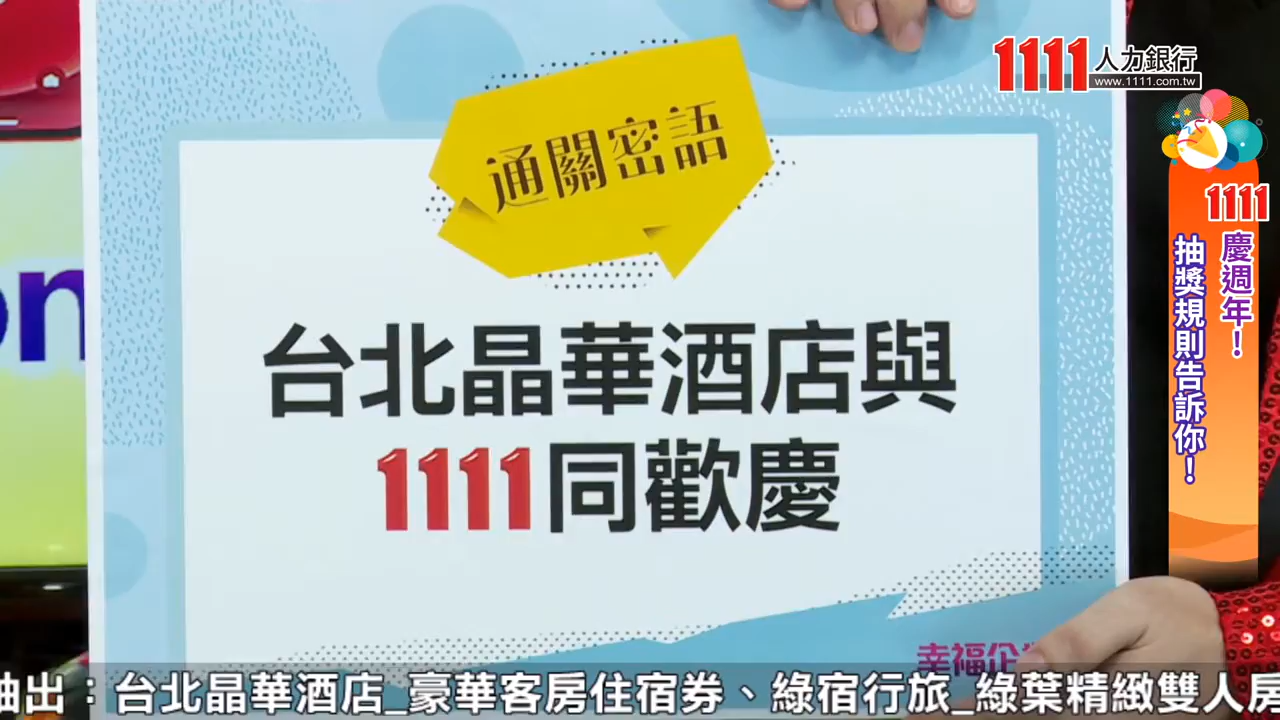 1111人力銀行
www.1111.com.tw
通關密語
台北晶華酒店與
1111同歡慶
1111
慶週年！
抽獎規則告訴你！
幸福企
抽出：台北晶華酒店_豪華客房住宿券、綠宿行旅_綠葉精緻雙人房